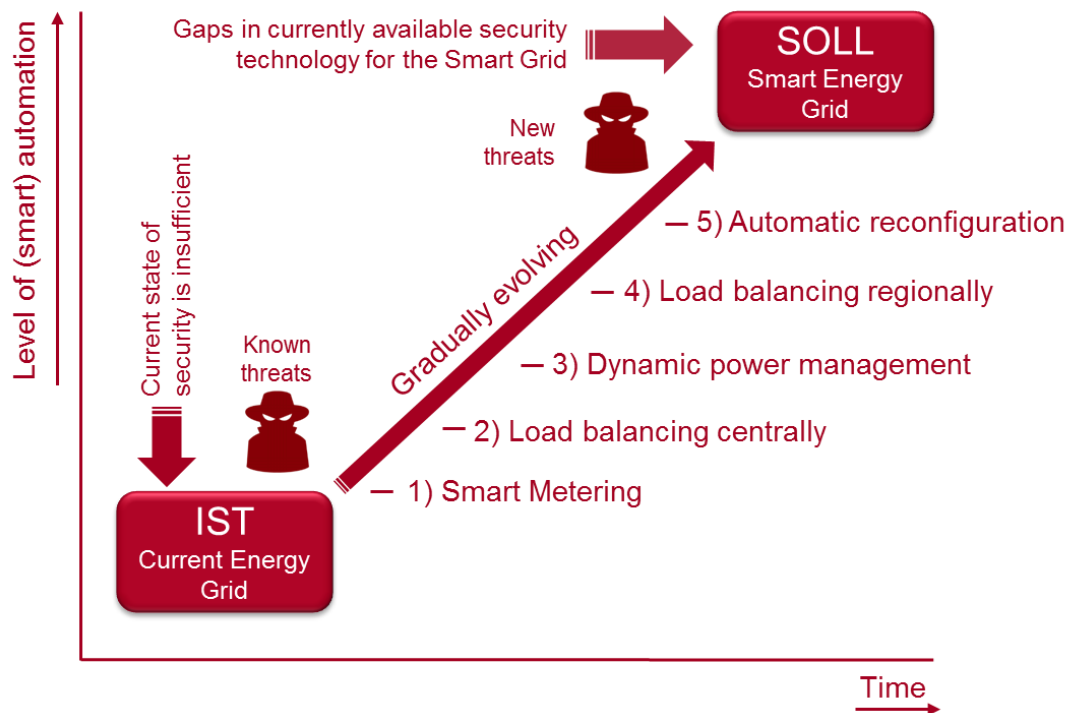 Level of (smart) automation
Gaps in currently available security
technology for the Smart Grid
SOLL
Smart Energy
Grid
New
threats
Current state of
security is insufficient
Known
threats
Gradually evolving
5) Automatic reconfiguration
4) Load balancing regionally
3) Dynamic power management
2) Load balancing centrally
1) Smart Metering
IST
Current Energy
Grid
Time